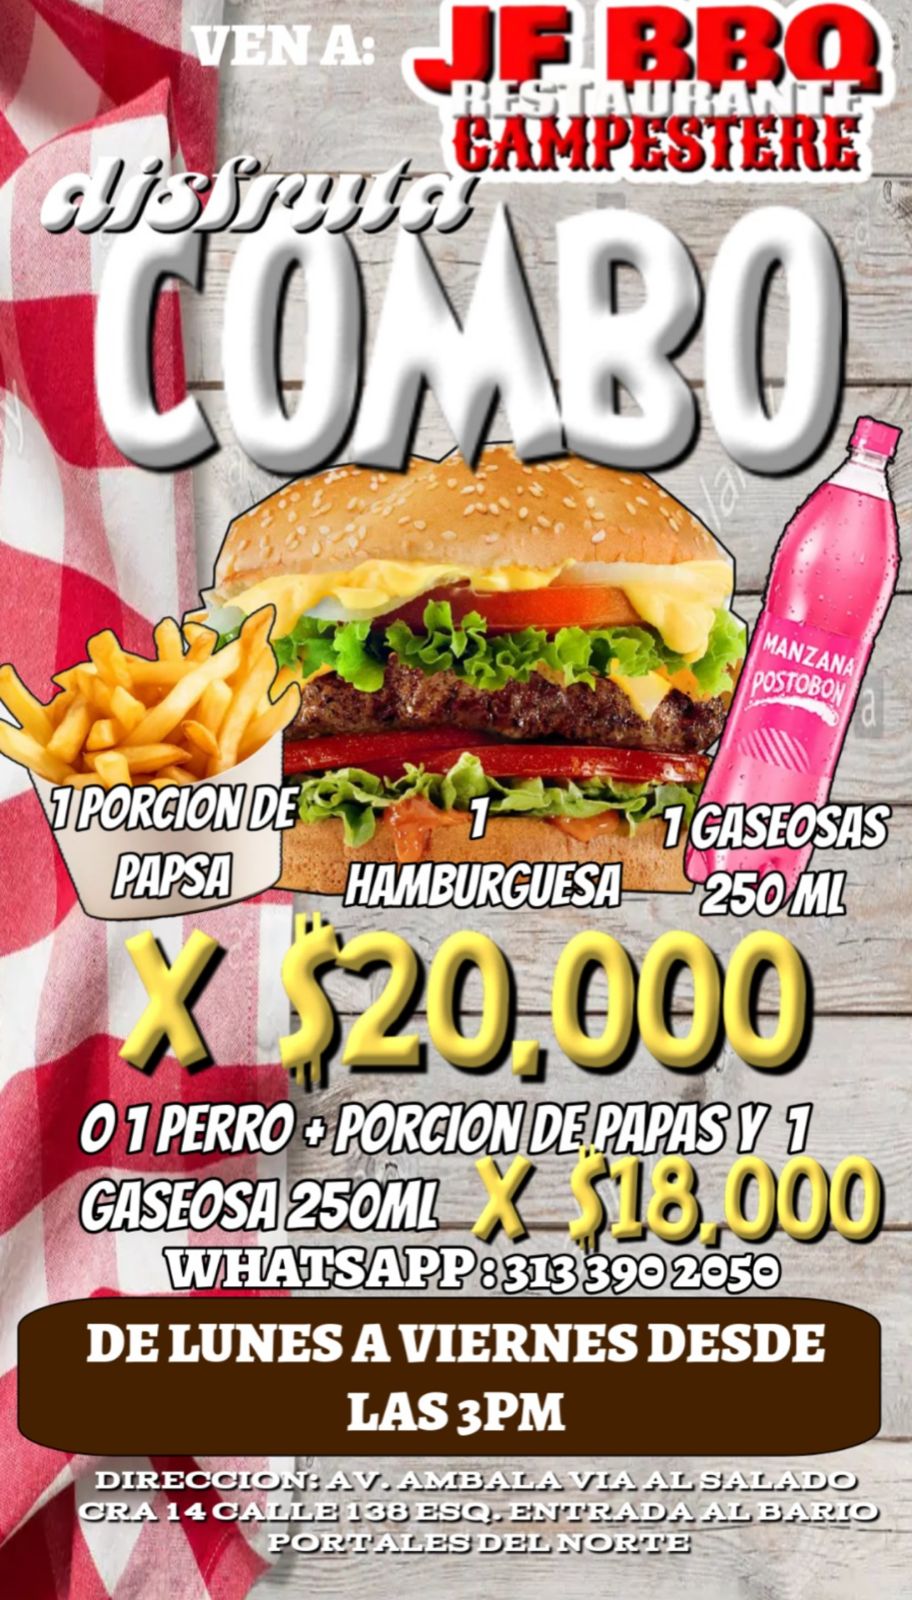 VEN A:
JF BBQ
RESTAURANTE
CAMPESTERE
disfruta
COMBO
MANZANA
POSTOBON
1 PORCION DE
PAPSA
1
HAMBURGUESA
1 GASEOSAS
250 ML
X $20.000
O 1 PERRO + PORCION DE PAPAS Y 1
GASEOSA 250ML X $18.000
WHATSAPP : 313 390 2050
DE LUNES A VIERNES DESDE
LAS 3PM
DIRECCION: AV. AMBALA VIA AL SALADO
CRA 14 CALLE 138 ESQ. ENTRADA AL BARIO
PORTALES DEL NORTE